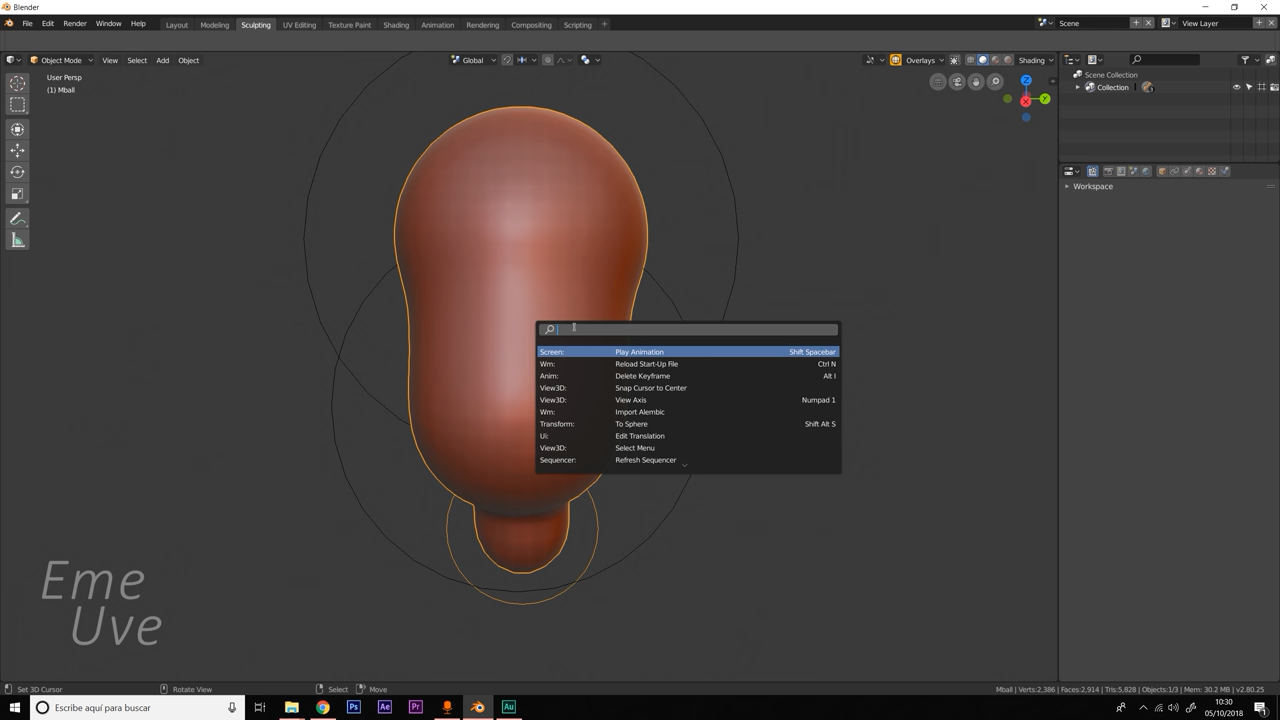 Blender
File Edit Render Window Help
Layout Modeling Sculpting UV Editing Texture Paint Shading Animation Rendering Compositing Scripting +
Scene
View Layer
Object Mode View Select Add Object
Global
Overlays
Shading
User Persp
(1) Mball
Z
Y
X
Scene Collection
Collection
Workspace
Screen: Play Animation Shift Spacebar
Wm: Reload Start-Up File Ctrl N
Anim: Delete Keyframe Alt I
View3D: Snap Cursor to Center
View3D: View Axis Numpad 1
Wm: Import Alembic
Transform: To Sphere Shift Alt S
Ui: Edit Translation
View3D: Select Menu
Sequencer: Refresh Sequencer
Eme
Uve
Set 3D Cursor Rotate View Select Move
Mball | Verts:2,386 | Faces:2,914 | Tris:5,828 | Objects:1/3 | Mem: 30.2 MB | v2.80.25
Escribe aquí para buscar
Ps Ae Pr Au
10:30
05/10/2018